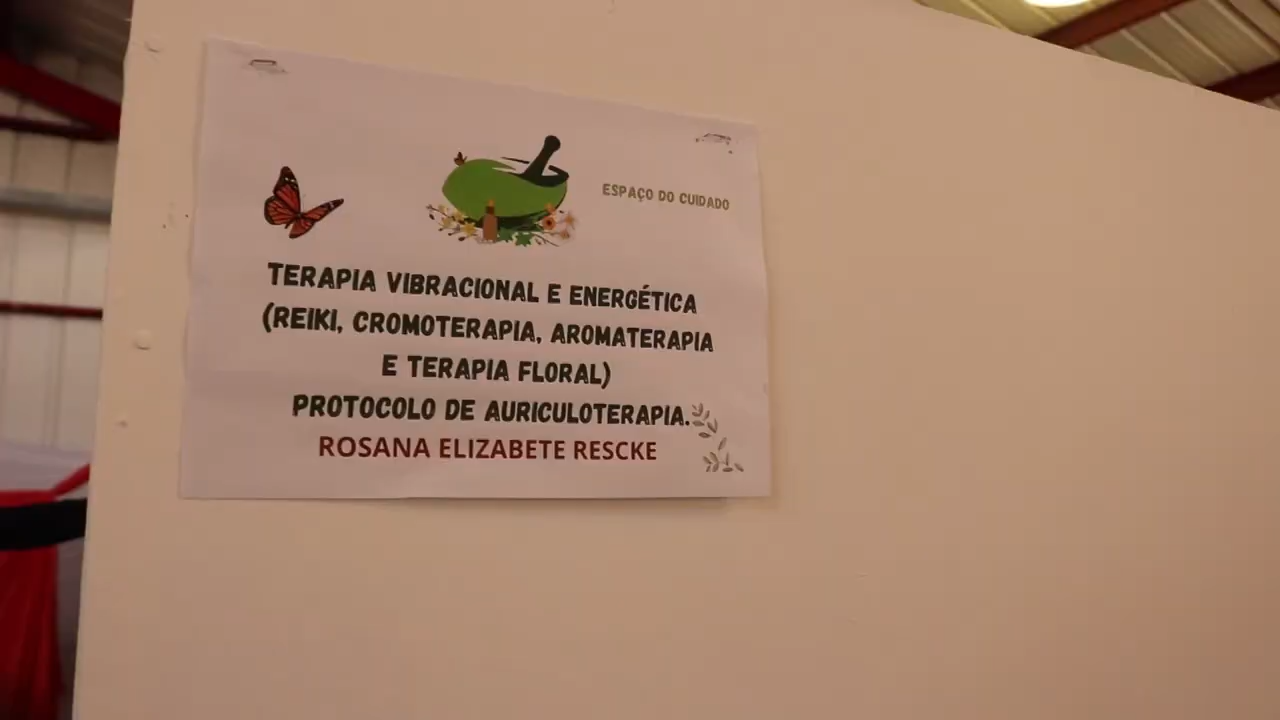 ESPAÇO DO CUIDADO
TERAPIA VIBRACIONAL E ENERGÉTICA
(REIKI, CROMOTERAPIA, AROMATERAPIA
E TERAPIA FLORAL)
PROTOCOLO DE AURICULOTERAPIA.
ROSANA ELIZABETE RESCKE